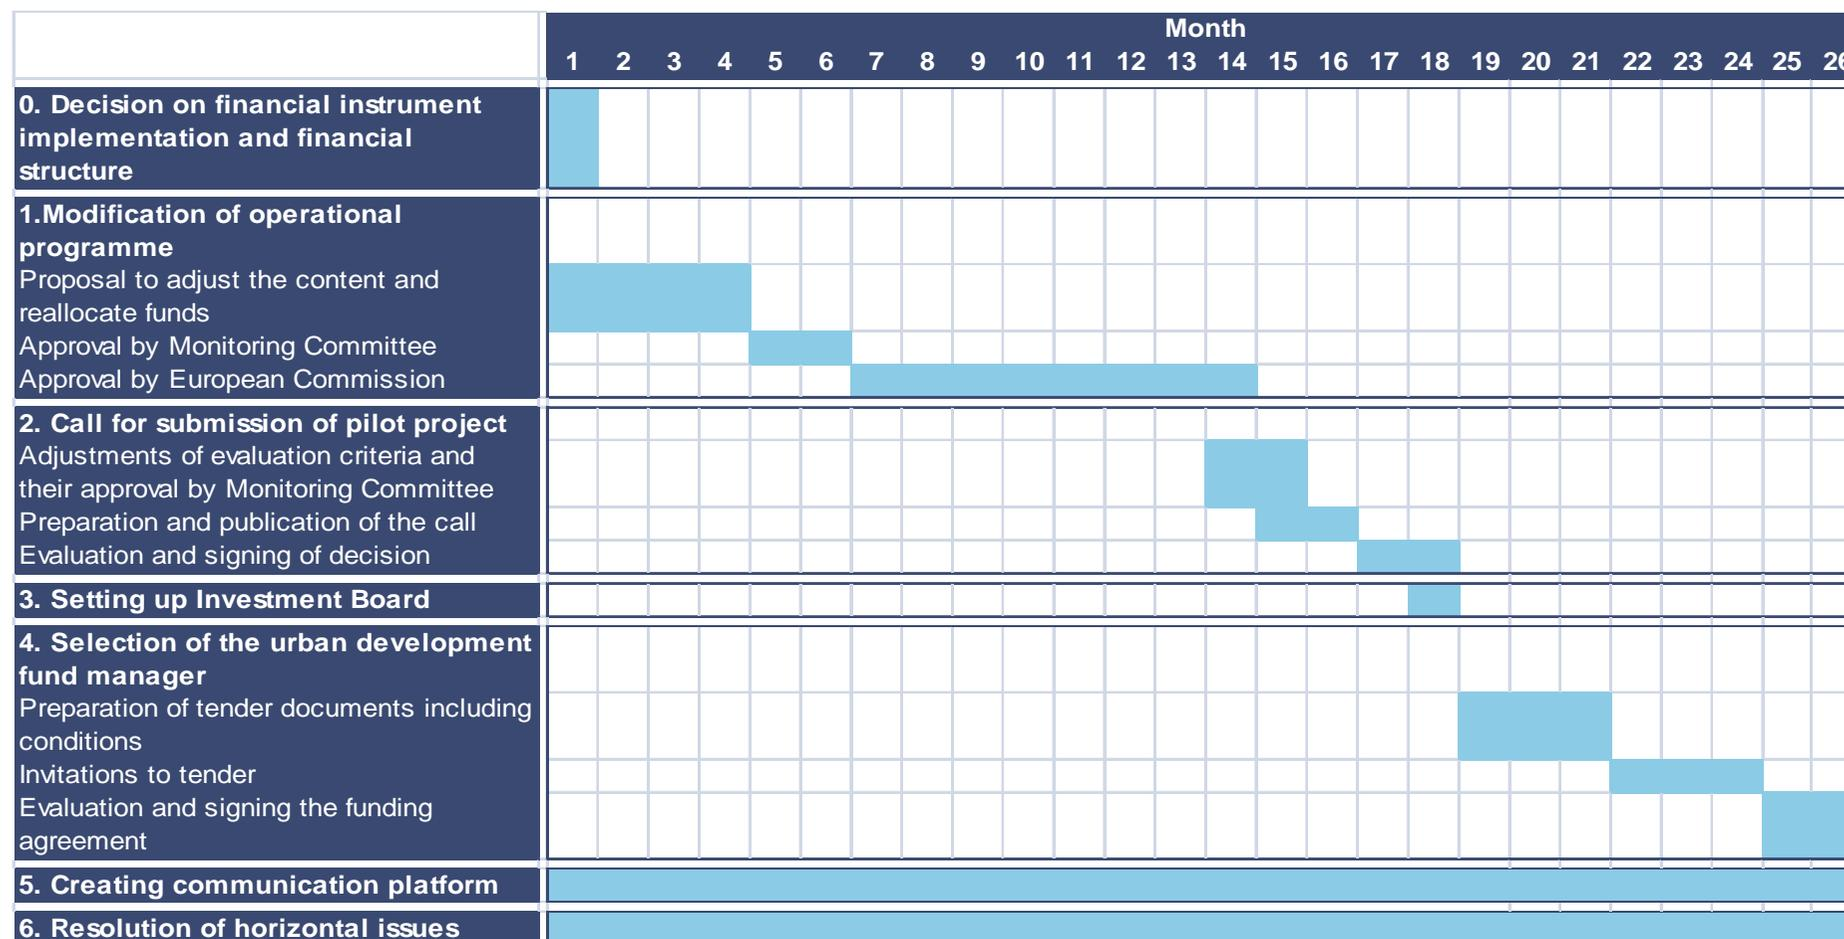 Month
1 2 3 4 5 6 7 8 9 10 11 12 13 14 15 16 17 18 19 20 21 22 23 24 25 26
0. Decision on financial instrument
implementation and financial
structure
1.Modification of operational
programme
Proposal to adjust the content and
reallocate funds
Approval by Monitoring Committee
Approval by European Commission
2. Call for submission of pilot project
Adjustments of evaluation criteria and
their approval by Monitoring Committee
Preparation and publication of the call
Evaluation and signing of decision
3. Setting up Investment Board
4. Selection of the urban development
fund manager
Preparation of tender documents including
conditions
Invitations to tender
Evaluation and signing the funding
agreement
5. Creating communication platform
6. Resolution of horizontal issues